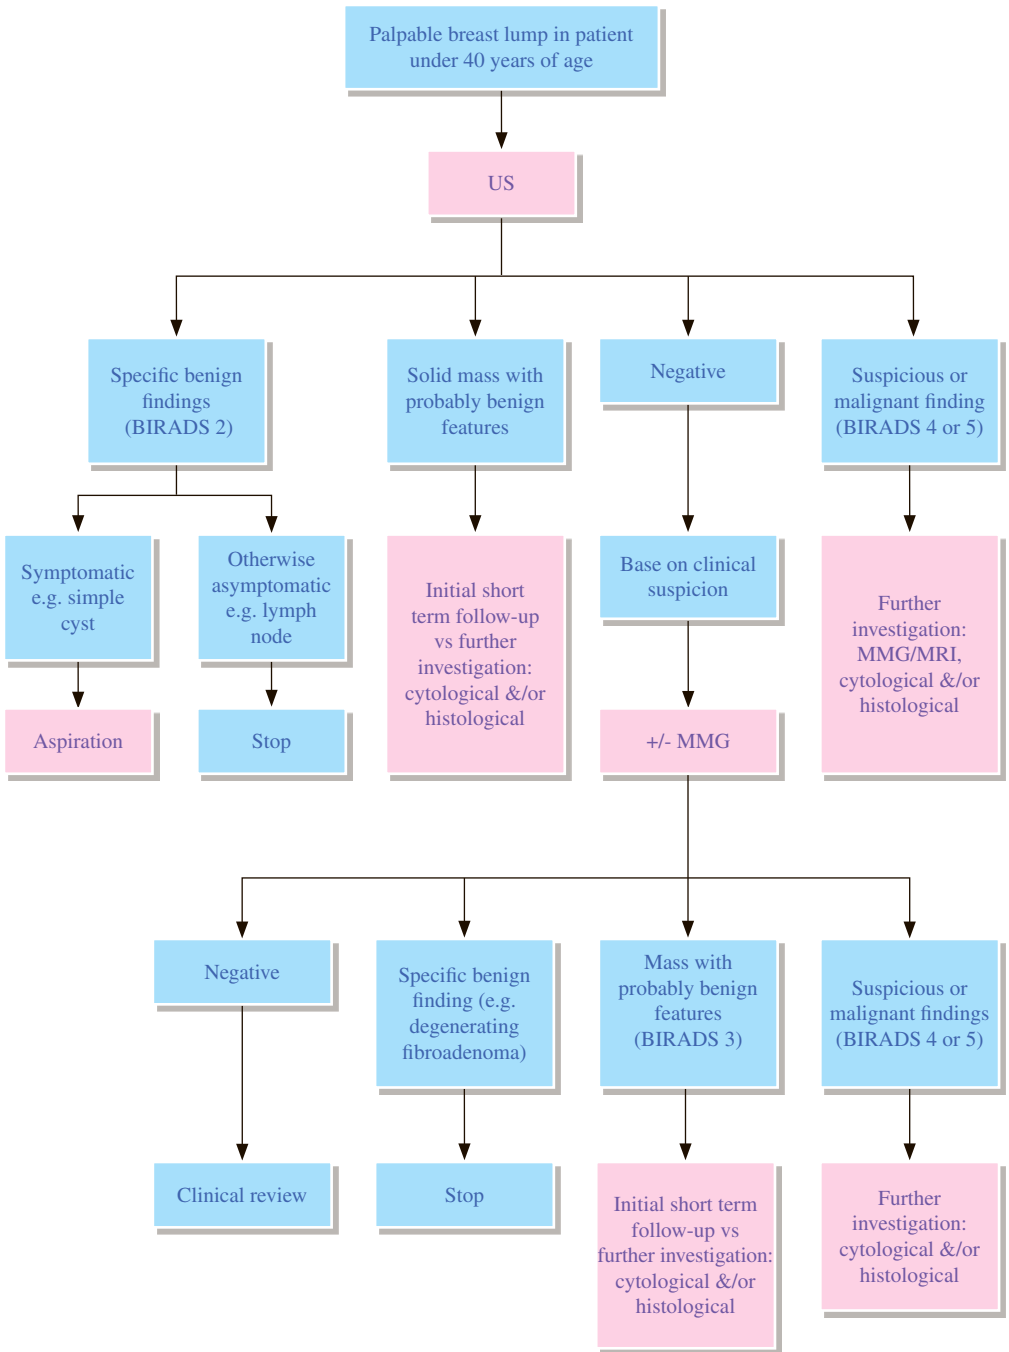 Palpable breast lump in patient
under 40 years of age
US
Specific benign
findings
(BIRADS 2)
Solid mass with
probably benign
features
Negative
Suspicious or
malignant finding
(BIRADS 4 or 5)
Symptomatic
e.g. simple
cyst
Otherwise
asymptomatic
e.g. lymph
node
Initial short
term follow-up
vs further
investigation:
cytological &/or
histological
Base on clinical
suspicion
Further
investigation:
MMG/MRI,
cytological &/or
histological
Aspiration
Stop
+/- MMG
Negative
Specific benign
finding (e.g.
degenerating
fibroadenoma)
Mass with
probably benign
features
(BIRADS 3)
Suspicious or
malignant findings
(BIRADS 4 or 5)
Clinical review
Stop
Initial short term
follow-up vs
further investigation:
cytological &/or
histological
Further
investigation:
cytological &/or
histological